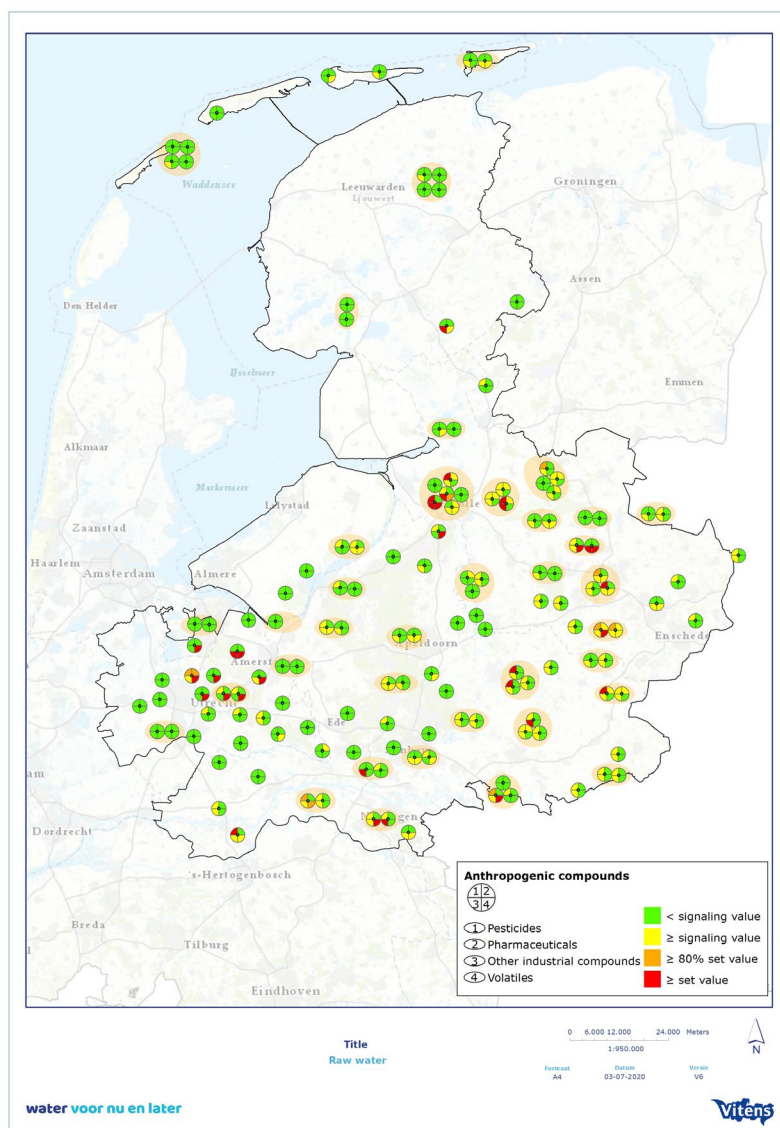 Waddenzee
Leeuwarden
Ljouwert
Groningen
Assen
Den Helder
IJsselmeer
Emmen
Alkmaar
Markermeer
Lelystad
Zaanstad
Haarlem
Amsterdam
Almere
Enschede
Apeldoorn
Amersf
Utrecht
Ede
Dordrecht
's-Hertogenbosch
Breda
Tilburg
Eindhoven
Anthropogenic compounds
1 2
3 4
1 Pesticides
2 Pharmaceuticals
3 Other industrial compounds
4 Volatiles
< signaling value
≥ signaling value
≥ 80% set value
≥ set value
Title
Raw water
0 6.000 12.000 24.000 Meters
1:950.000
N
Formaat Datum Versie
A4 03-07-2020 V6
water voor nu en later
Vitens